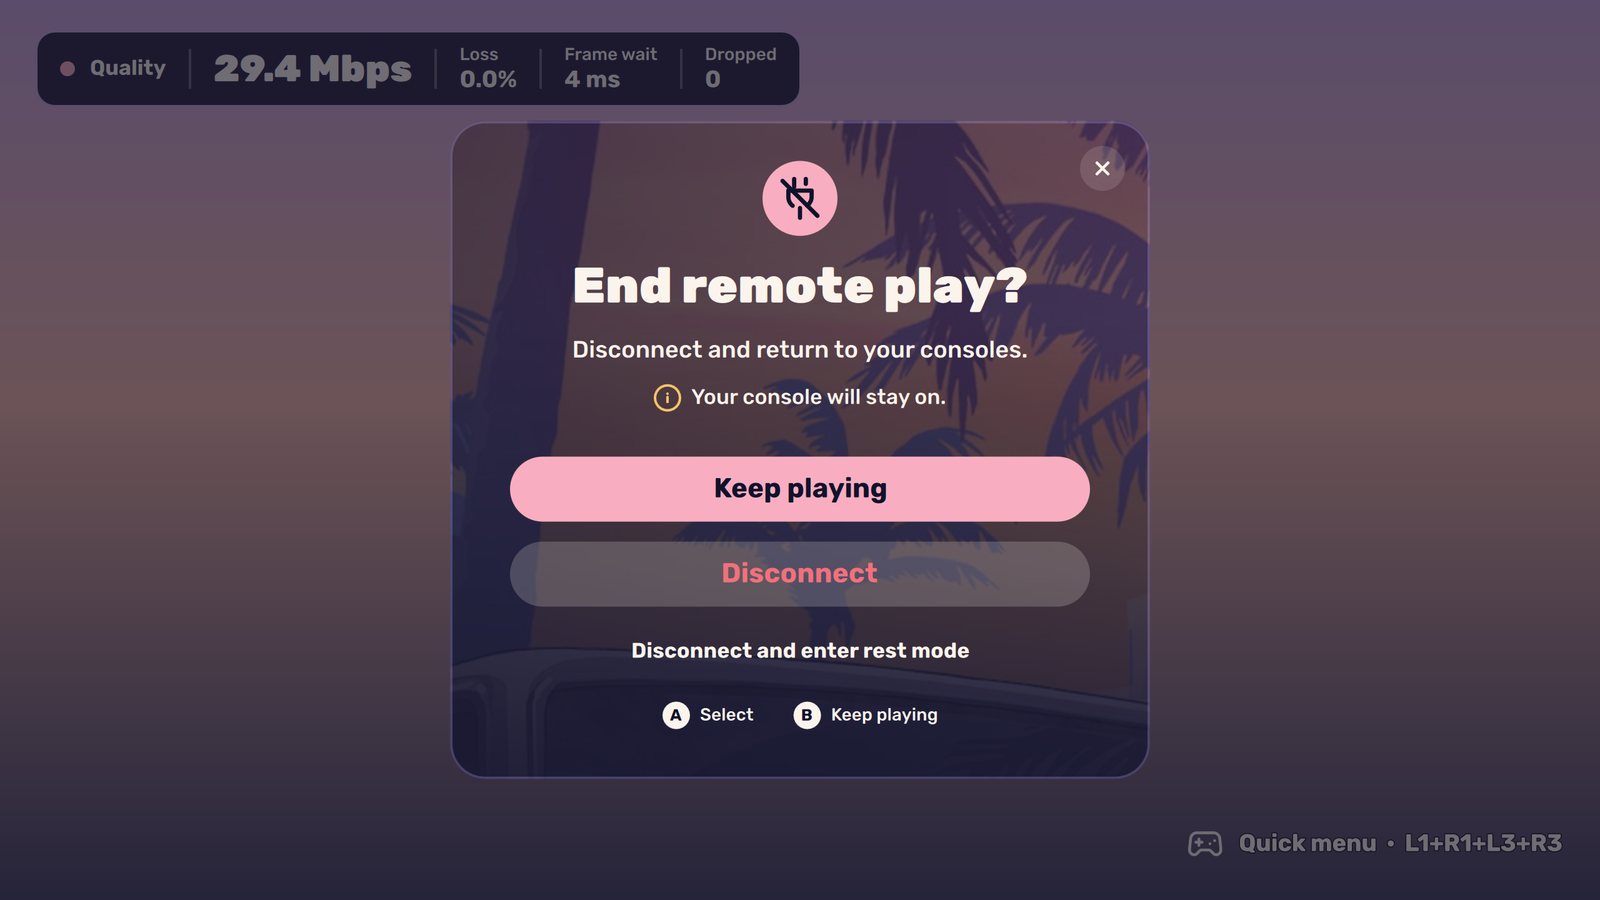 Quality
29.4 Mbps
Loss
0.0%
Frame wait
4 ms
Dropped
0
End remote play?
Disconnect and return to your consoles.
Your console will stay on.
Keep playing
Disconnect
Disconnect and enter rest mode
A Select B Keep playing
Quick menu • L1+R1+L3+R3